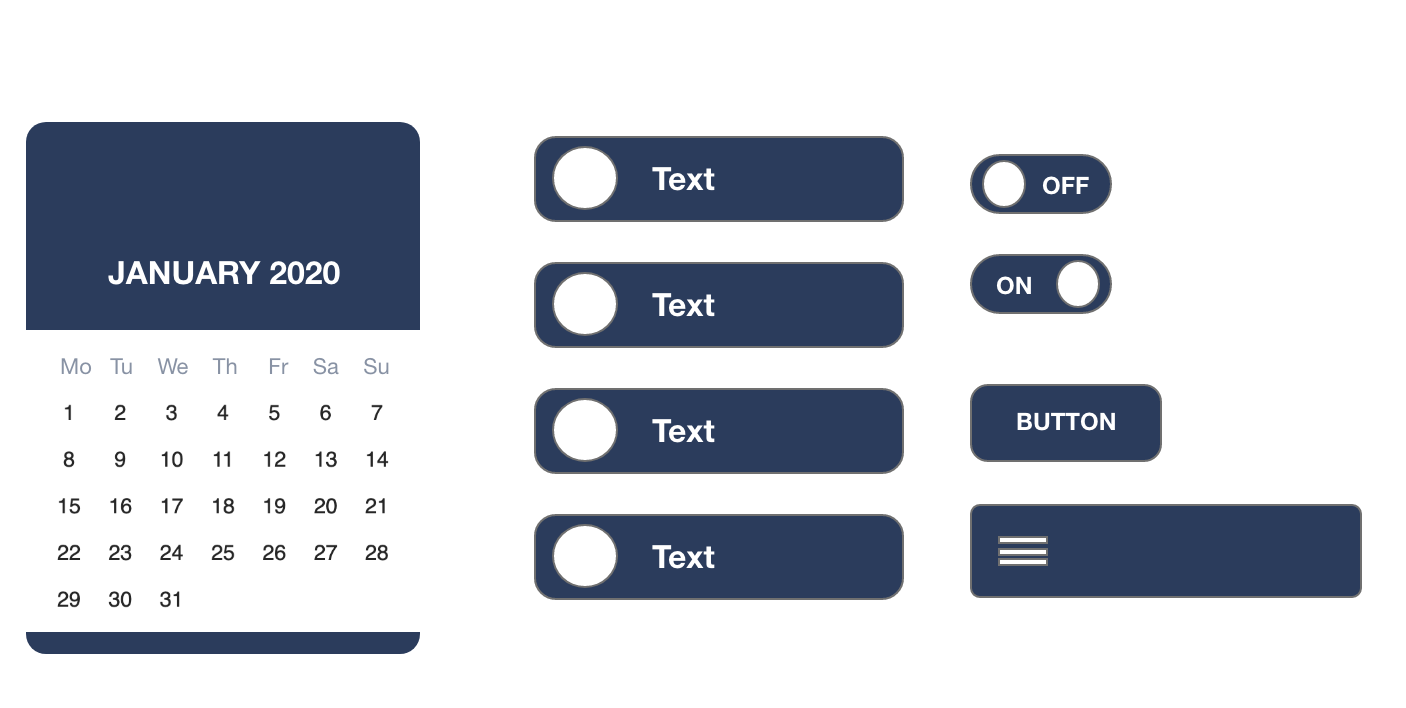 JANUARY 2020
Mo Tu We Th Fr Sa Su
1 2 3 4 5 6 7
8 9 10 11 12 13 14
15 16 17 18 19 20 21
22 23 24 25 26 27 28
29 30 31
Text
Text
Text
Text
OFF
ON
BUTTON